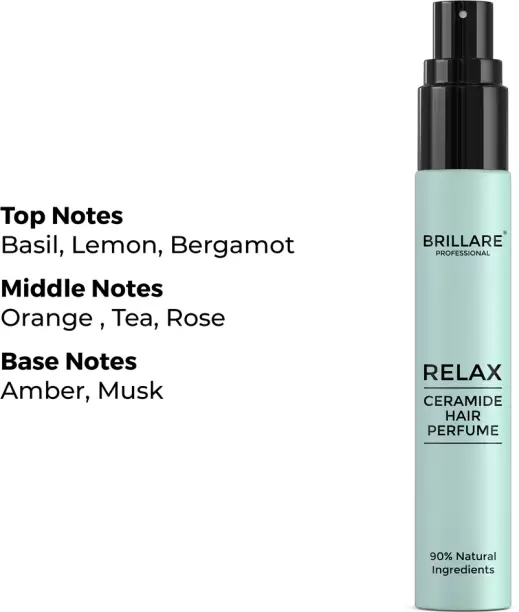 Top Notes
Basil, Lemon, Bergamot
Middle Notes
Orange , Tea, Rose
Base Notes
Amber, Musk
BRILLARE®
PROFESSIONAL
RELAX
CERAMIDE
HAIR
PERFUME
90% Natural
Ingredients